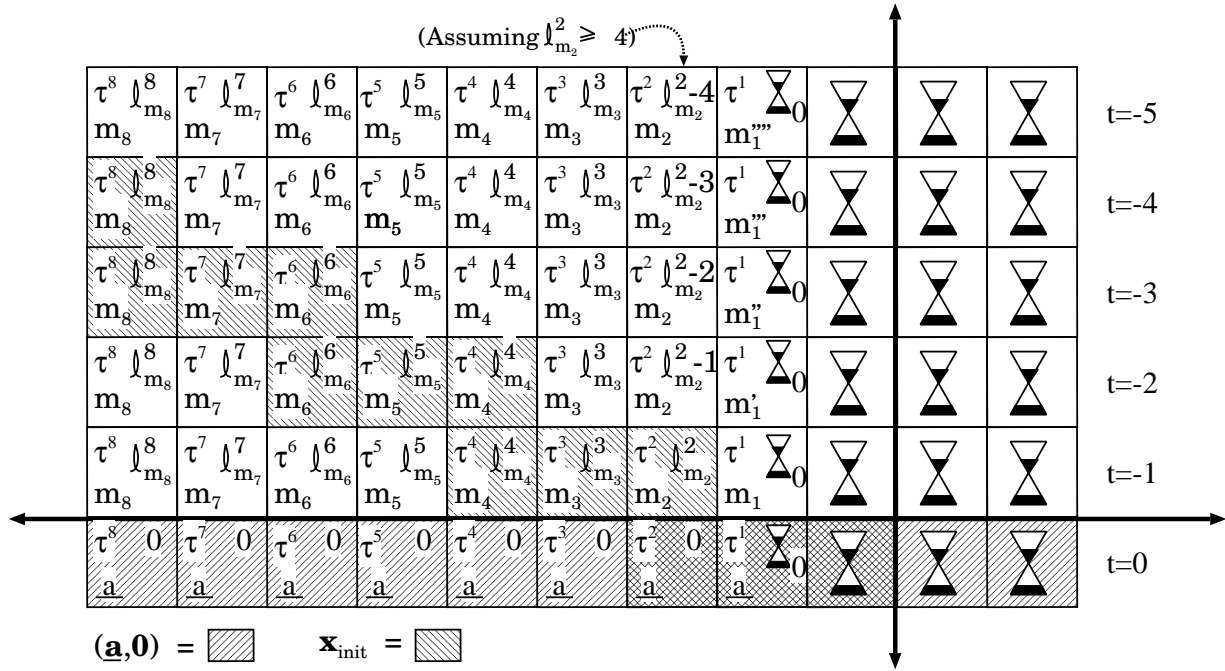 (Assuming ℓ²ₘ₂ ≥ 4)
τ⁸ ℓ⁸ₘ₈ τ⁷ ℓ⁷ₘ₇ τ⁶ ℓ⁶ₘ₆ τ⁵ ℓ⁵ₘ₅ τ⁴ ℓ⁴ₘ₄ τ³ ℓ³ₘ₃ τ² ℓ²ₘ₂-4 τ¹ 0
m₈ m₇ m₆ m₅ m₄ m₃ m₂ m₁'''' t=-5
τ⁸ ℓ⁸ₘ₈ τ⁷ ℓ⁷ₘ₇ τ⁶ ℓ⁶ₘ₆ τ⁵ ℓ⁵ₘ₅ τ⁴ ℓ⁴ₘ₄ τ³ ℓ³ₘ₃ τ² ℓ²ₘ₂-3 τ¹ 0
m₈ m₇ m₆ m₅ m₄ m₃ m₂ m₁''' t=-4
τ⁸ ℓ⁸ₘ₈ τ⁷ ℓ⁷ₘ₇ τ⁶ ℓ⁶ₘ₆ τ⁵ ℓ⁵ₘ₅ τ⁴ ℓ⁴ₘ₄ τ³ ℓ³ₘ₃ τ² ℓ²ₘ₂-2 τ¹ 0
m₈ m₇ m₆ m₅ m₄ m₃ m₂ m₁'' t=-3
τ⁸ ℓ⁸ₘ₈ τ⁷ ℓ⁷ₘ₇ τ⁶ ℓ⁶ₘ₆ τ⁵ ℓ⁵ₘ₅ τ⁴ ℓ⁴ₘ₄ τ³ ℓ³ₘ₃ τ² ℓ²ₘ₂-1 τ¹ 0
m₈ m₇ m₆ m₅ m₄ m₃ m₂ m₁' t=-2
τ⁸ ℓ⁸ₘ₈ τ⁷ ℓ⁷ₘ₇ τ⁶ ℓ⁶ₘ₆ τ⁵ ℓ⁵ₘ₅ τ⁴ ℓ⁴ₘ₄ τ³ ℓ³ₘ₃ τ² ℓ²ₘ₂ τ¹ 0
m₈ m₇ m₆ m₅ m₄ m₃ m₂ m₁ t=-1
τ⁸ 0 τ⁷ 0 τ⁶ 0 τ⁵ 0 τ⁴ 0 τ³ 0 τ² 0 τ¹ 0
a a a a a a a a t=0
(a,0) = x_init =